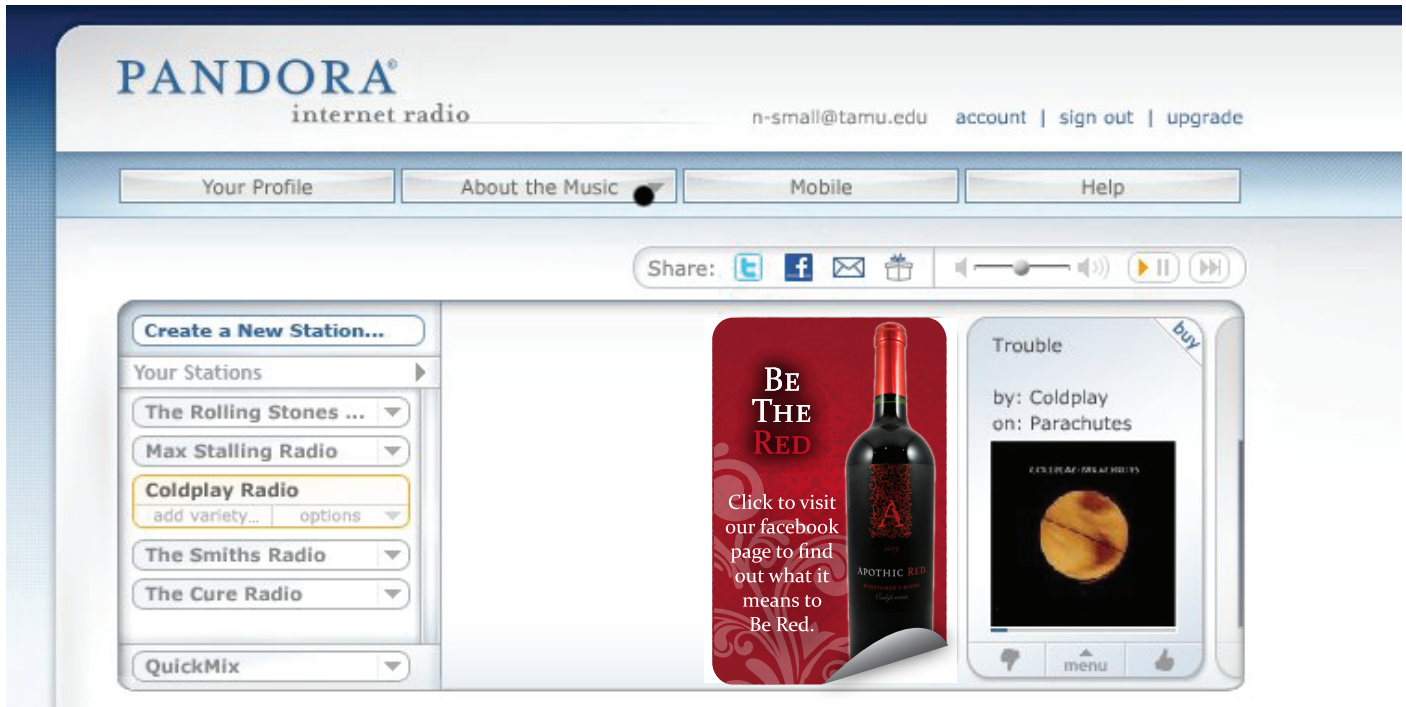 PANDORA®
internet radio
n-small@tamu.edu account | sign out | upgrade
Your Profile
About the Music
Mobile
Help
Share:
Create a New Station...
Your Stations
The Rolling Stones ...
Max Stalling Radio
Coldplay Radio
add variety... options
The Smiths Radio
The Cure Radio
QuickMix
BE
THE
RED
Click to visit
our facebook
page to find
out what it
means to
Be Red.
A
APOTHIC RED
California
buy
Trouble
by: Coldplay
on: Parachutes
COLDPLAY
menu